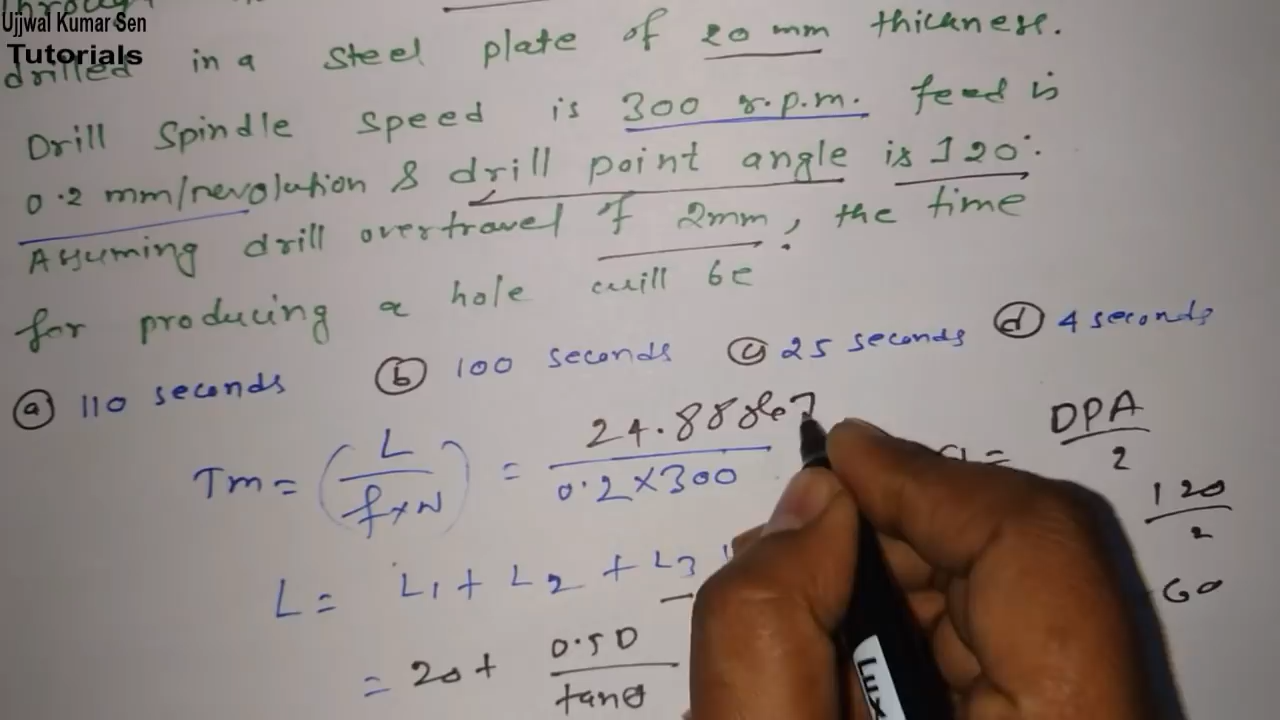 through
Ujjwal Kumar Sen
Tutorials
drilled in a steel plate of 20 mm thickness.
Drill Spindle speed is 300 r.p.m. feed is
0.2 mm/revolution & drill point angle is 120°.
Assuming drill overtravel of 2mm, the time
for producing a hole will be
(a) 110 seconds (b) 100 seconds (c) 25 seconds (d) 4 seconds
Tm = (L / f×N) = 24.88867 / 0.2×300
DPA / 2
120 / 2
60
L = L1 + L2 + L3
= 20 + 0.5D / tanθ
LUX